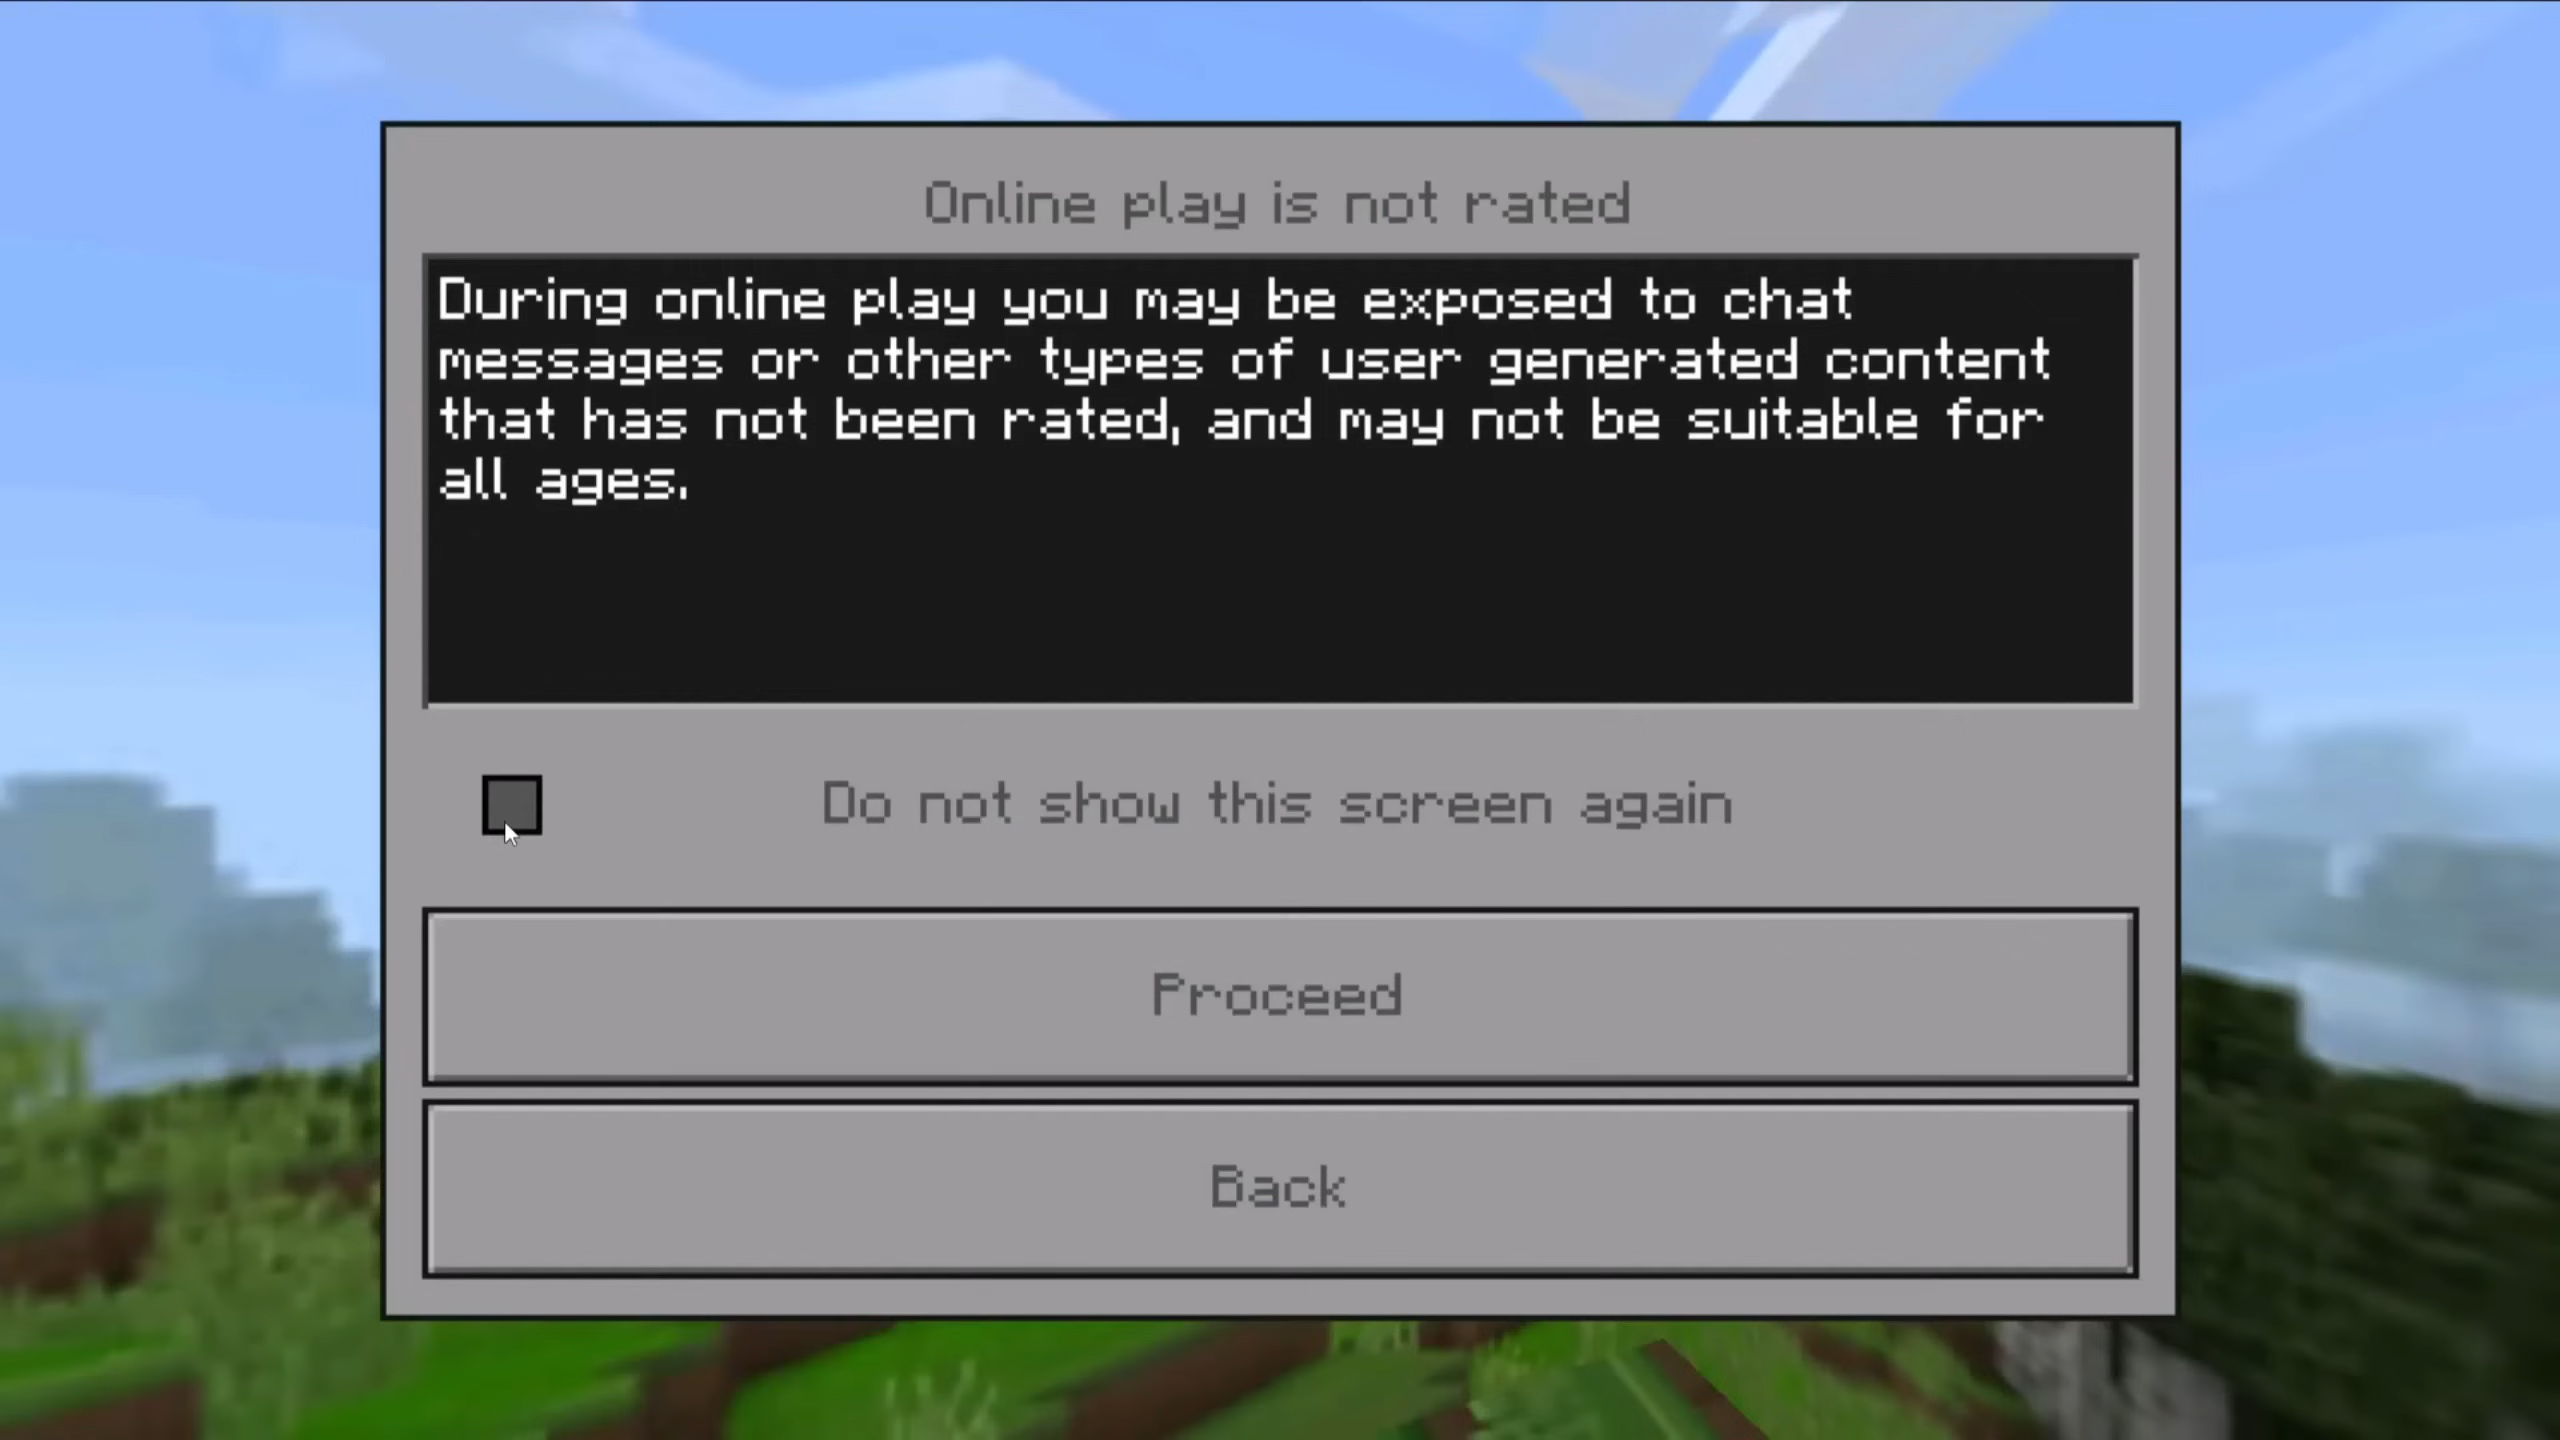 Online play is not rated
During online play you may be exposed to chat
messages or other types of user generated content
that has not been rated, and may not be suitable for
all ages.
Do not show this screen again
Proceed
Back